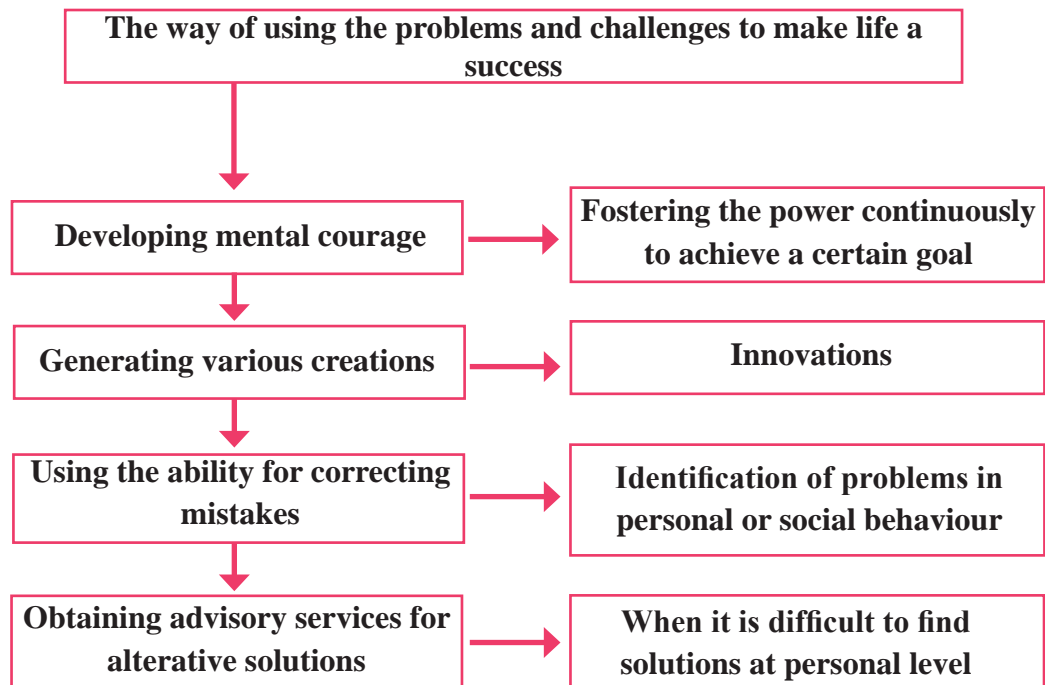 The way of using the problems and challenges to make life a
success
Developing mental courage
Fostering the power continuously
to achieve a certain goal
Generating various creations
Innovations
Using the ability for correcting
mistakes
Identification of problems in
personal or social behaviour
Obtaining advisory services for
alterative solutions
When it is difficult to find
solutions at personal level